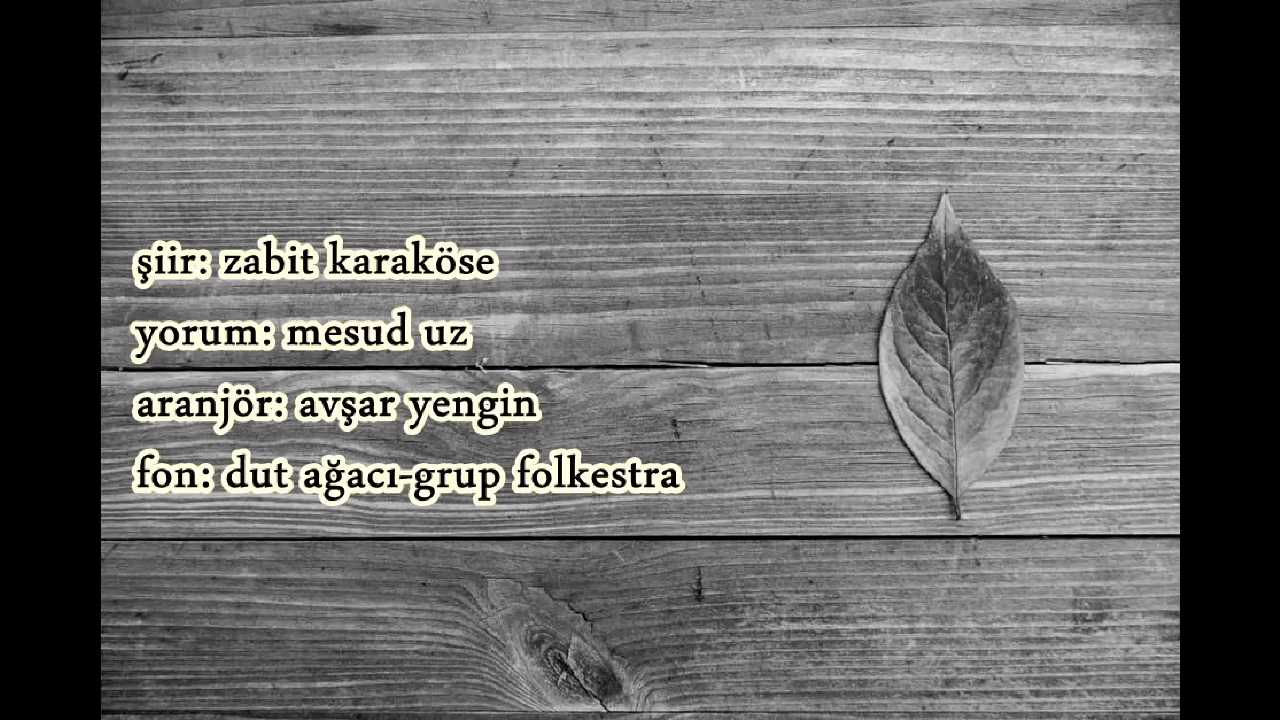 şiir: zabit karaköse
yorum: mesud uz
aranjör: avşar yengin
fon: dut ağacı-grup folkestra